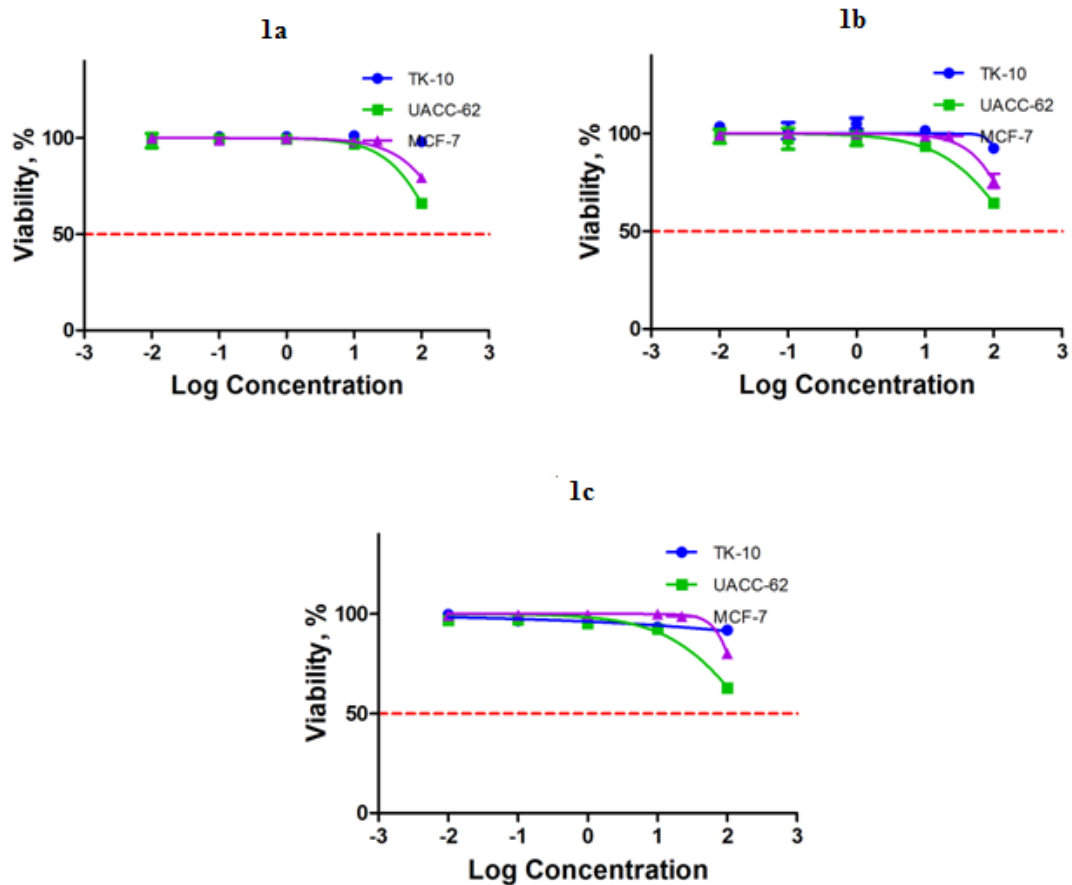 1a
TK-10
UACC-62
MCF-7
100
50
0
-3 -2 -1 0 1 2 3
Viability, %
Log Concentration
1b
TK-10
UACC-62
MCF-7
100
50
0
-3 -2 -1 0 1 2 3
Viability, %
Log Concentration
1c
TK-10
UACC-62
MCF-7
100
50
0
-3 -2 -1 0 1 2 3
Viability, %
Log Concentration